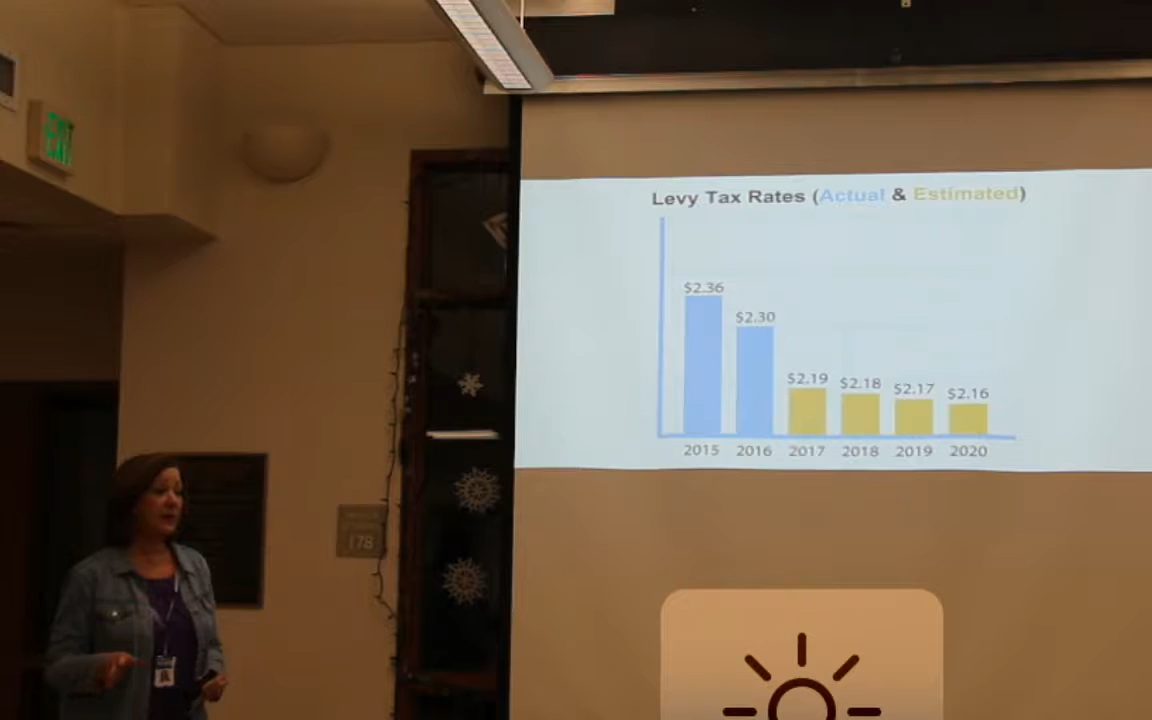 EXIT
Levy Tax Rates (Actual & Estimated)
$2.36
$2.30
$2.19
$2.18
$2.17
$2.16
2015 2016 2017 2018 2019 2020
178